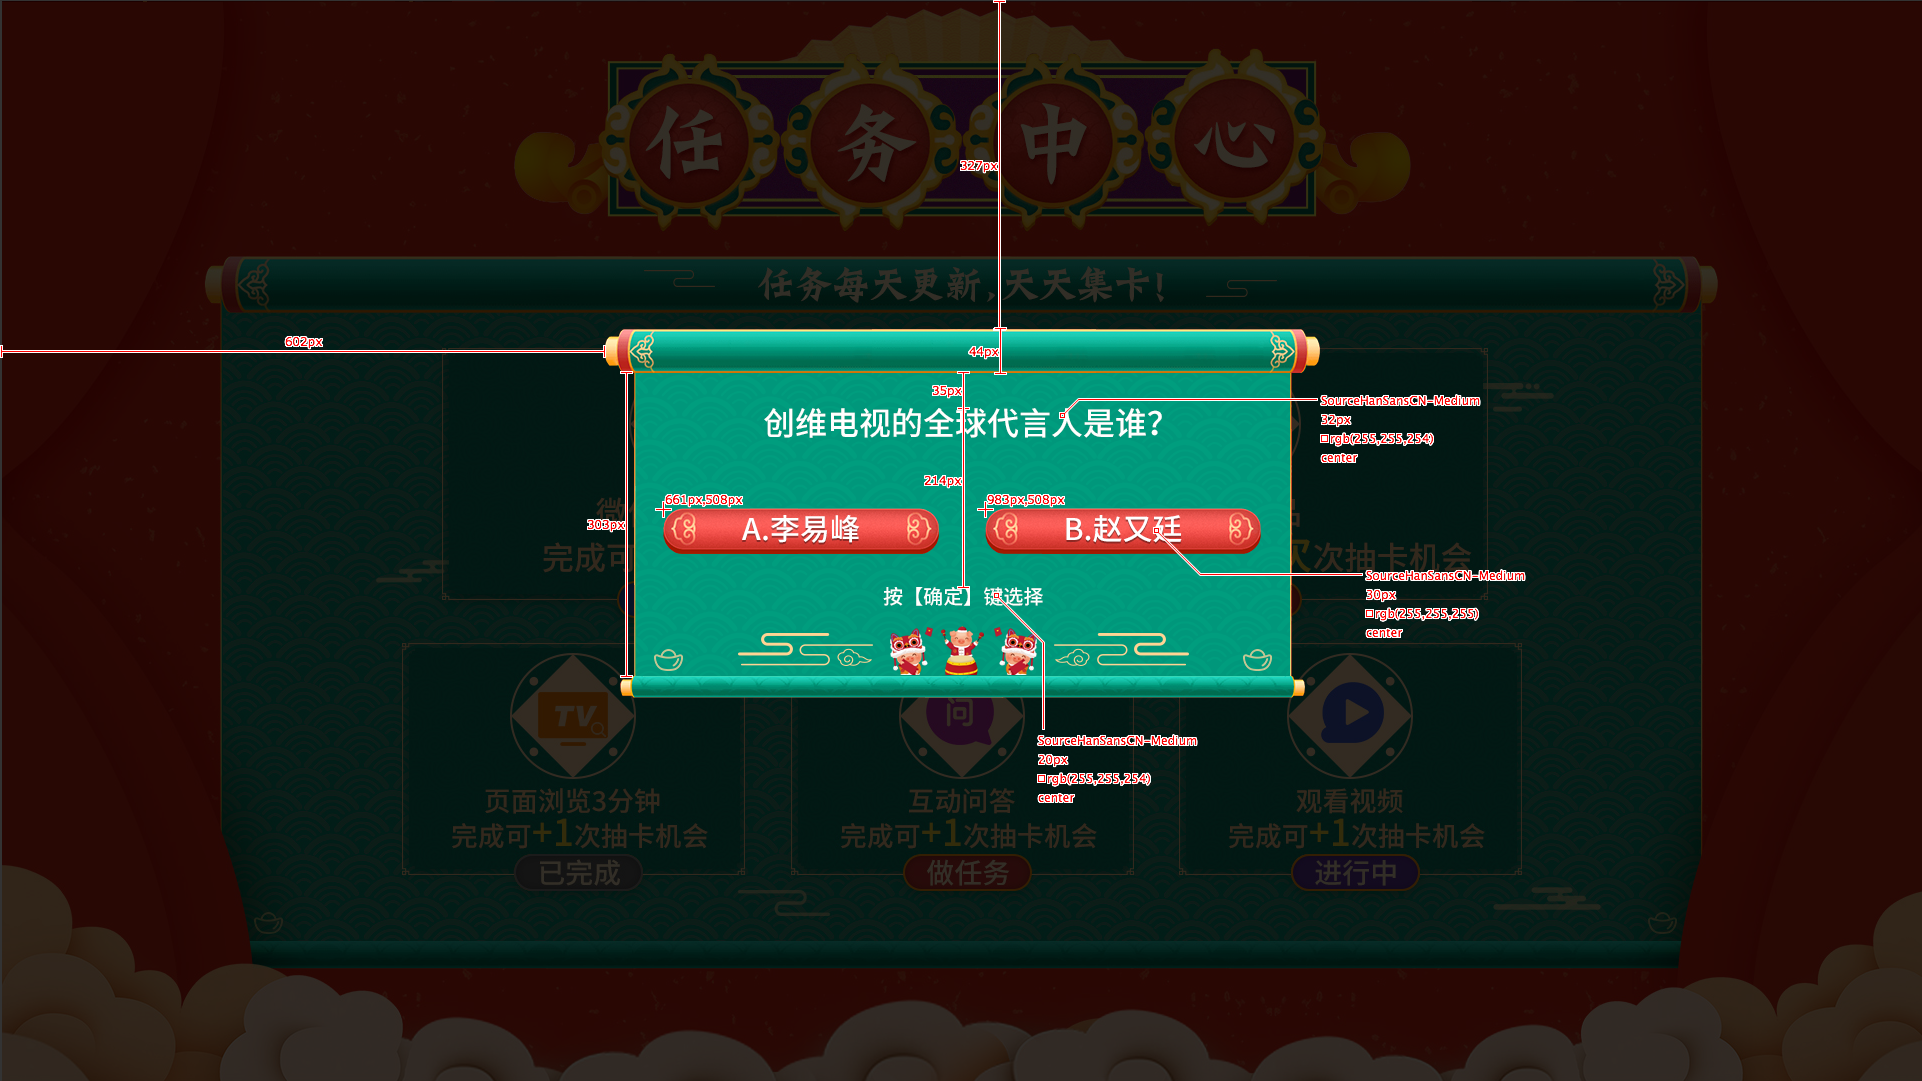 任务中心
327px
任务每天更新,天天集卡!
602px
44px
35px
创维电视的全球代言人是谁?
SourceHanSansCN-Medium
32px
rgb(255,255,254)
center
214px
661px,508px
983px,508px
303px
A.李易峰
B.赵又廷
微
品
完成可
次抽卡机会
SourceHanSansCN-Medium
30px
rgb(255,255,255)
center
按【确定】键选择
TV
问
SourceHanSansCN-Medium
20px
rgb(255,255,254)
center
页面浏览3分钟
完成可+1次抽卡机会
已完成
互动问答
完成可+1次抽卡机会
做任务
观看视频
完成可+1次抽卡机会
进行中